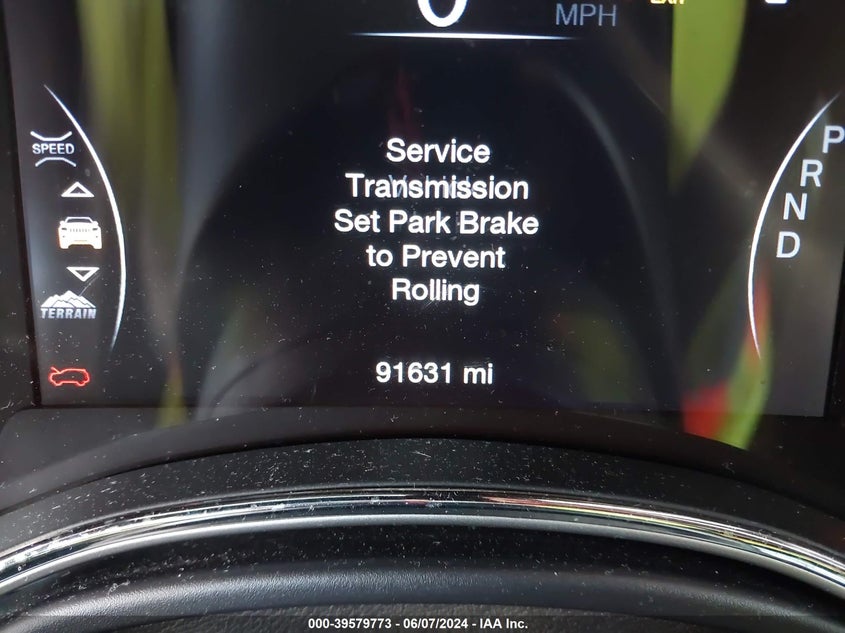 MPH
SPEED
Service
Transmission
Set Park Brake
to Prevent
Rolling
TERRAIN
91631 mi
P
R
N
D
000-39579773 - 06/07/2024 - IAA Inc.